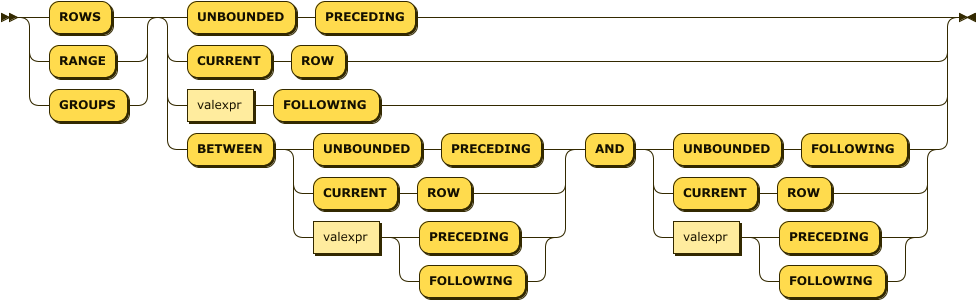 ROWS UNBOUNDED PRECEDING
RANGE CURRENT ROW
GROUPS valexpr FOLLOWING
BETWEEN UNBOUNDED PRECEDING AND UNBOUNDED FOLLOWING
CURRENT ROW CURRENT ROW
valexpr PRECEDING valexpr PRECEDING
FOLLOWING FOLLOWING